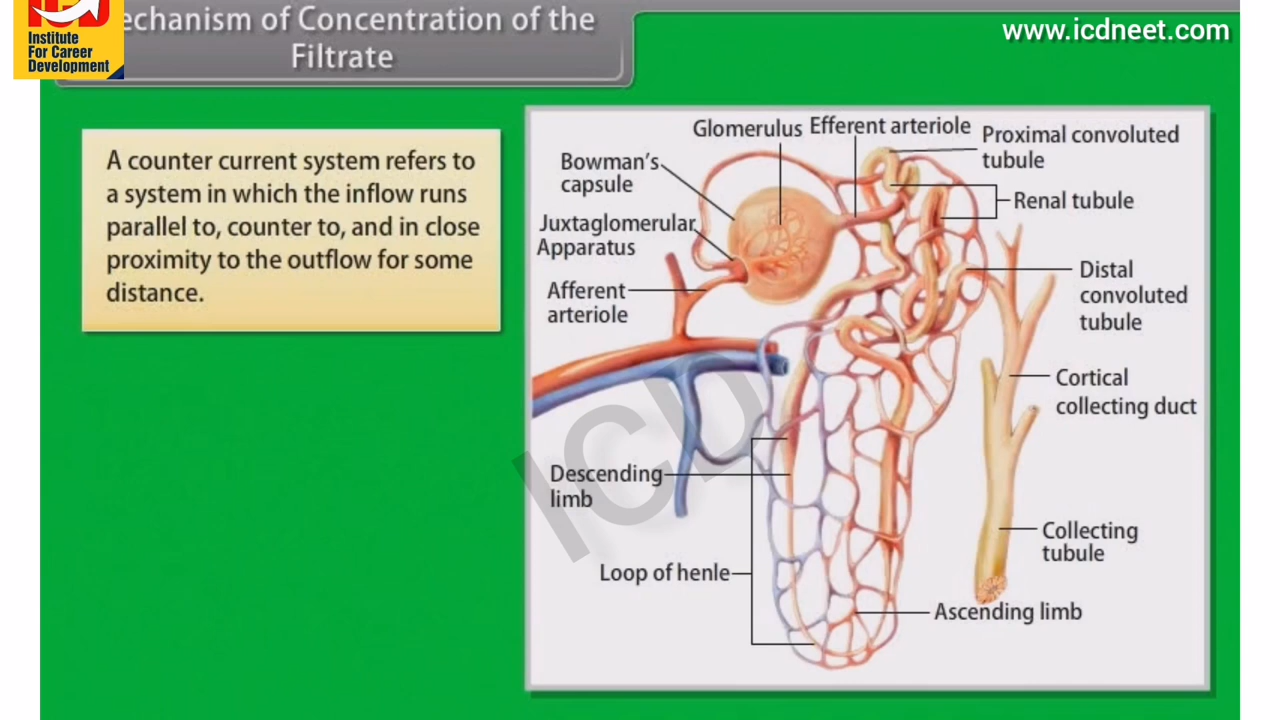 Institute
For Career
Development
echanism of Concentration of the
Filtrate
www.icdneet.com
A counter current system refers to
a system in which the inflow runs
parallel to, counter to, and in close
proximity to the outflow for some
distance.
Glomerulus
Efferent arteriole
Proximal convoluted
tubule
Bowman's
capsule
Renal tubule
Juxtaglomerular
Apparatus
Distal
convoluted
tubule
Afferent
arteriole
Cortical
collecting duct
Descending
limb
Collecting
tubule
Loop of henle
Ascending limb
ICD